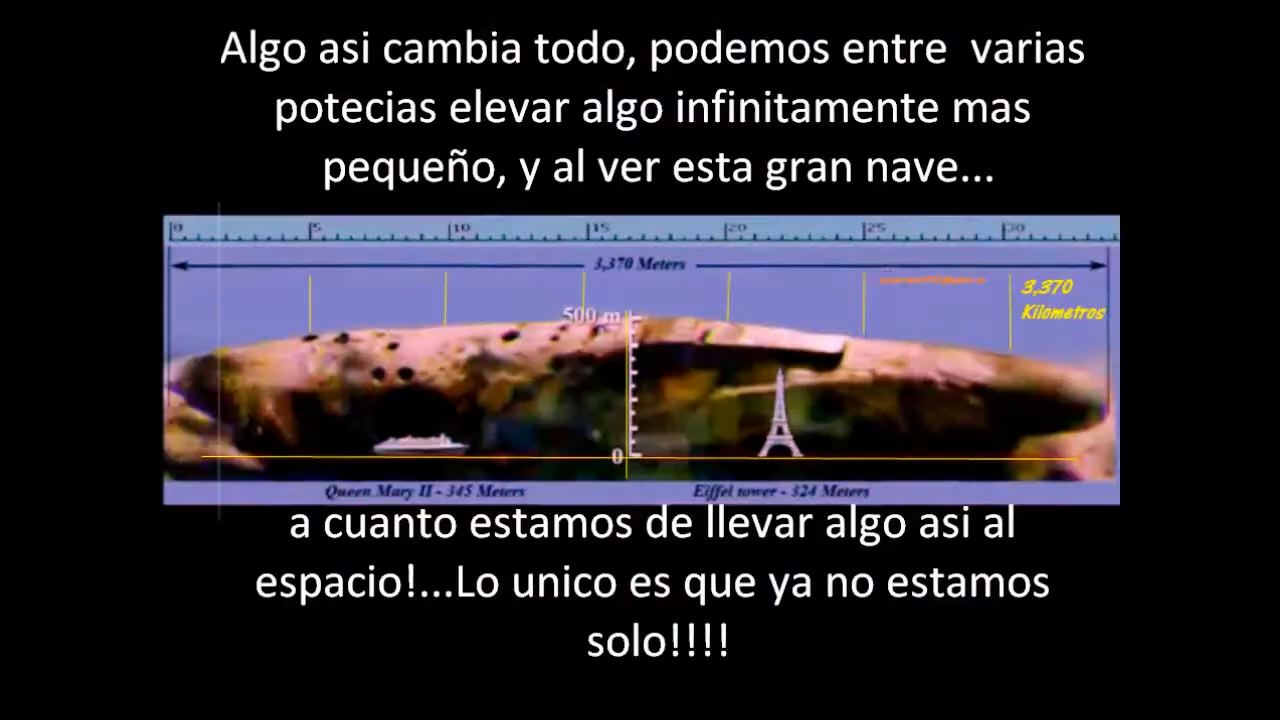 Algo asi cambia todo, podemos entre varias
potecias elevar algo infinitamente mas
pequeño, y al ver esta gran nave...
0 5 10 15 20 25 30
3,370 Meters
3,370
Kilometros
500 m
0
Queen Mary II - 345 Meters Eiffel tower - 324 Meters
a cuanto estamos de llevar algo asi al
espacio!...Lo unico es que ya no estamos
solo!!!!